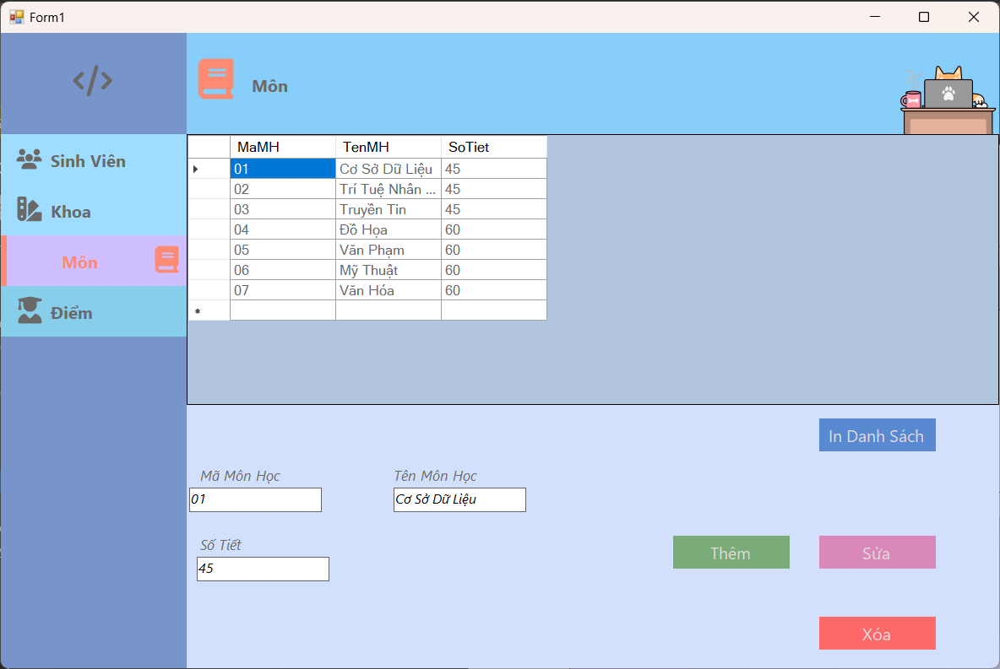 Form1
</>
Môn
Sinh Viên
Khoa
Môn
Điểm
MaMH TenMH SoTiet
01 Cơ Sở Dữ Liệu 45
02 Trí Tuệ Nhân ... 45
03 Truyền Tin 45
04 Đồ Họa 60
05 Văn Phạm 60
06 Mỹ Thuật 60
07 Văn Hóa 60
In Danh Sách
Mã Môn Học Tên Môn Học
01 Cơ Sở Dữ Liệu
Số Tiết
45
Thêm Sửa
Xóa